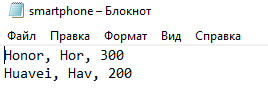 smartphone – Блокнот
Файл Правка Формат Вид Справка
Honor, Hor, 300
Huavei, Hav, 200